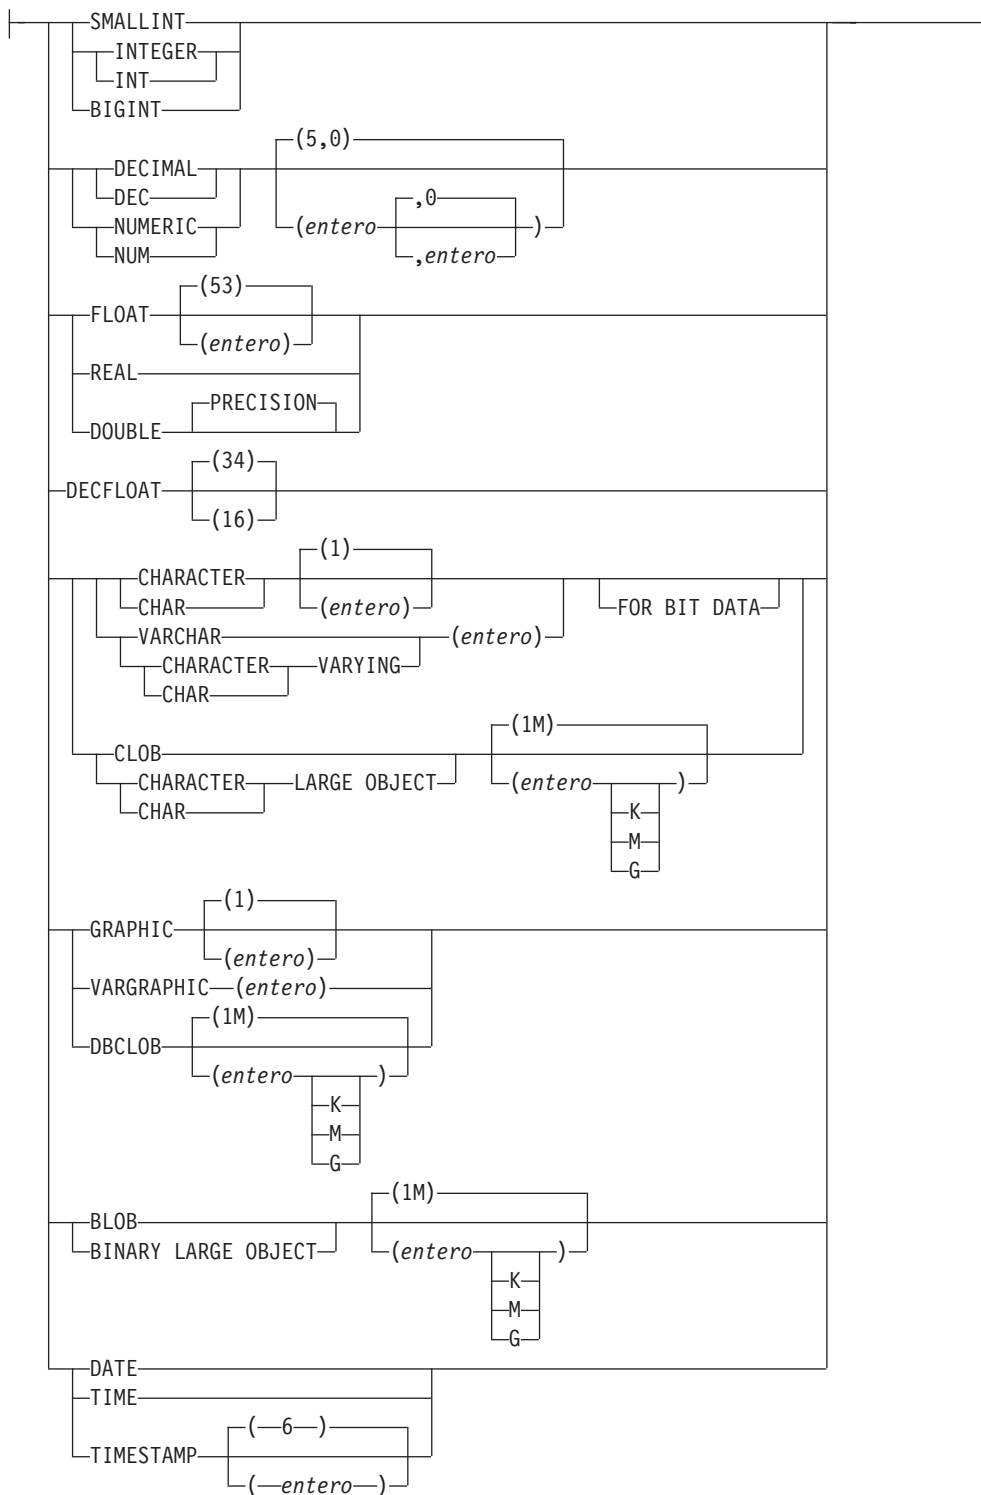 SMALLINT
INTEGER
INT
BIGINT
(5,0)
DECIMAL
DEC
,0
NUMERIC
(entero )
NUM
,entero
(53)
FLOAT
(entero)
REAL
PRECISION
DOUBLE
(34)
DECFLOAT
(16)
(1)
CHARACTER
CHAR
(entero)
FOR BIT DATA
VARCHAR
(entero)
CHARACTER VARYING
CHAR
(1M)
CLOB
CHARACTER LARGE OBJECT
(entero )
CHAR
K
M
G
(1)
GRAPHIC
(entero)
VARGRAPHIC (entero)
(1M)
DBCLOB
(entero )
K
M
G
(1M)
BLOB
BINARY LARGE OBJECT
(entero )
K
M
G
DATE
TIME
( 6 )
TIMESTAMP
( entero )